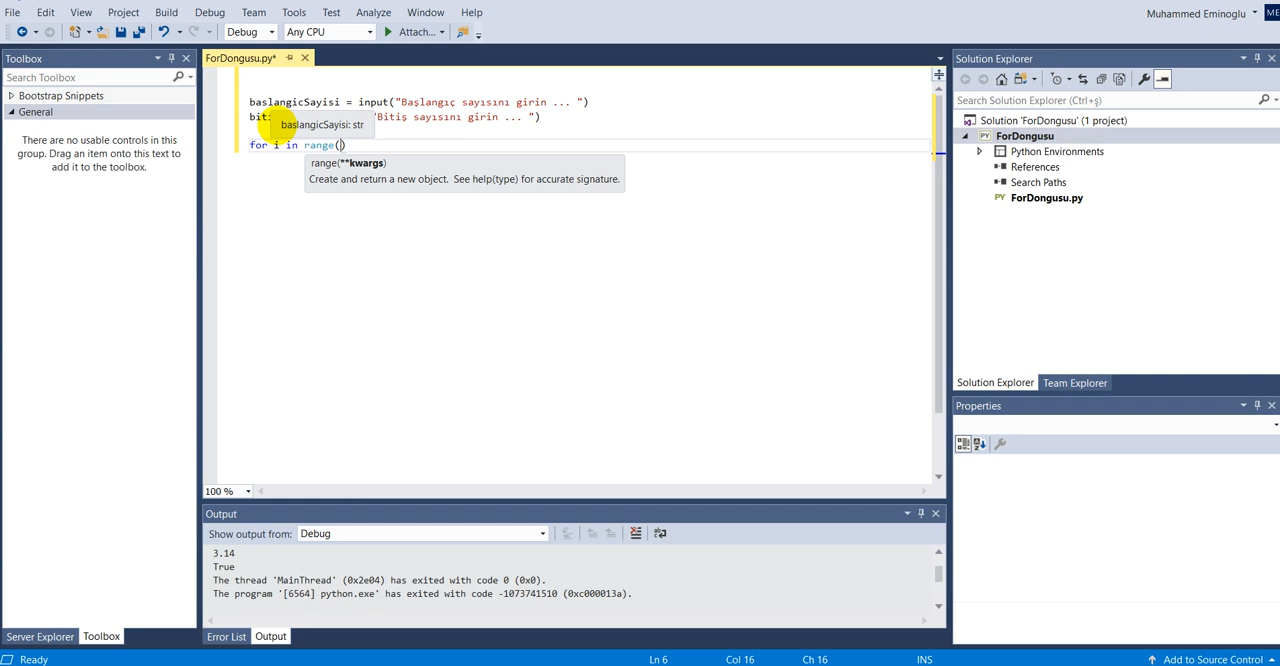 File Edit View Project Build Debug Team Tools Test Analyze Window Help
Muhammed Eminoglu ME
Debug Any CPU Attach...
Toolbox
Search Toolbox
Bootstrap Snippets
General
There are no usable controls in this
group. Drag an item onto this text to
add it to the toolbox.
Server Explorer Toolbox
ForDongusu.py*
baslangicSayisi = input("Başlangıç sayısını girin ... ")
biti "Bitiş sayısını girin ... ")
baslangicSayisi: str
for i in range()
range(**kwargs)
Create and return a new object. See help(type) for accurate signature.
100 %
Output
Show output from: Debug
3.14
True
The thread 'MainThread' (0x2e04) has exited with code 0 (0x0).
The program '[6564] python.exe' has exited with code -1073741510 (0xc000013a).
Error List Output
Solution Explorer
Search Solution Explorer (Ctrl+ş)
Solution 'ForDongusu' (1 project)
PY ForDongusu
Python Environments
References
Search Paths
PY ForDongusu.py
Solution Explorer Team Explorer
Properties
Ready Ln 6 Col 16 Ch 16 INS Add to Source Control